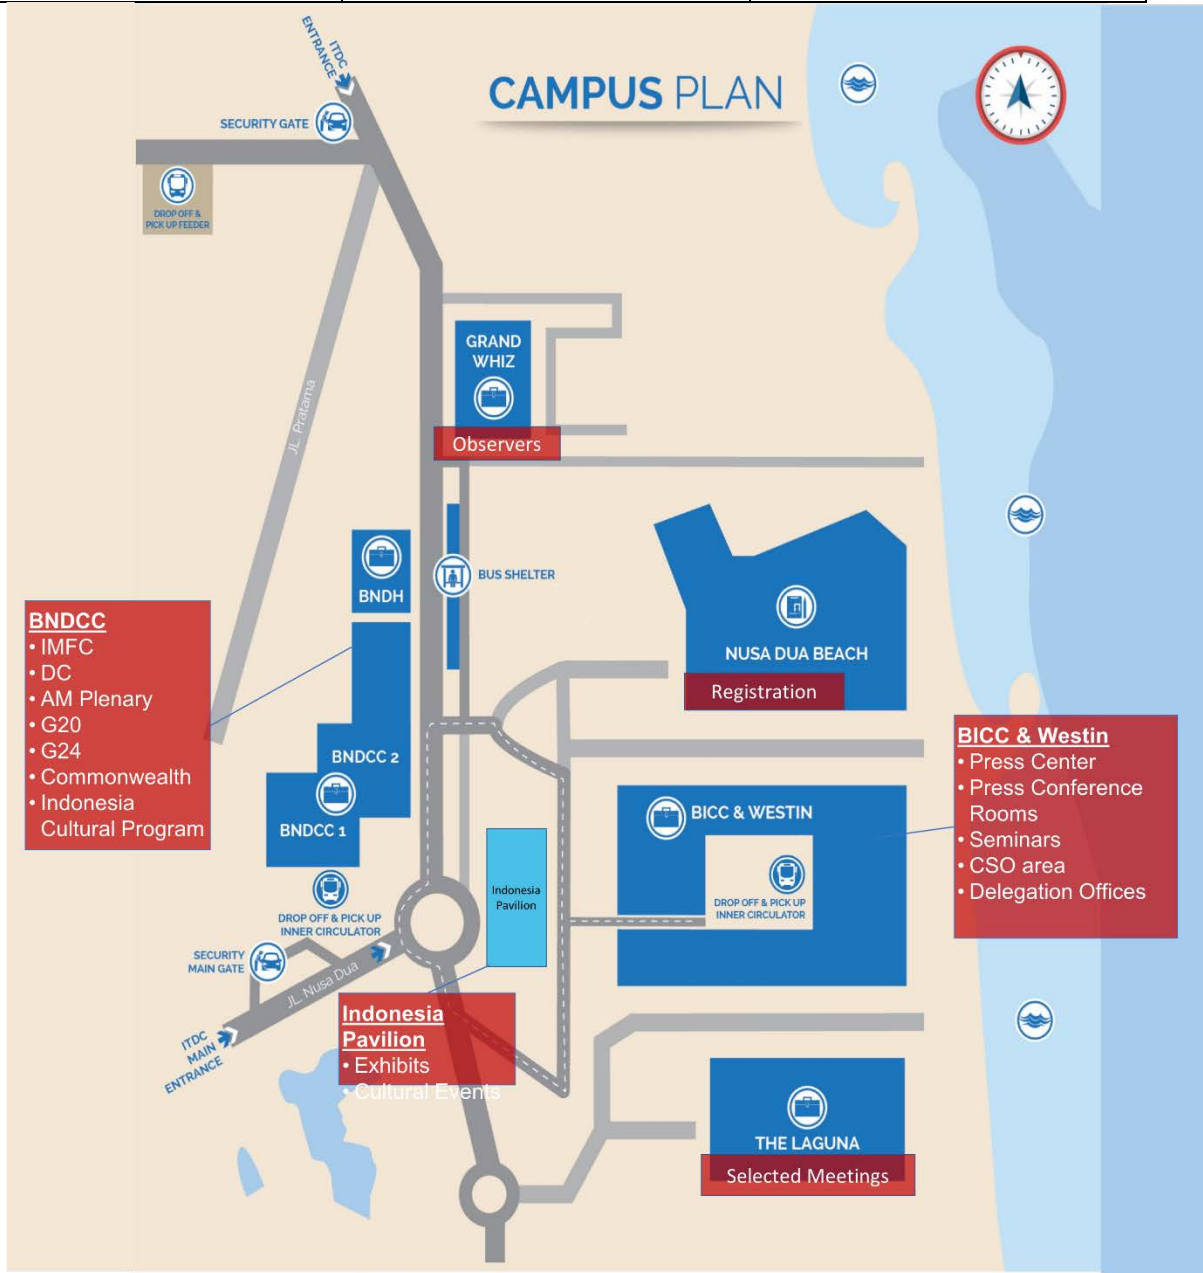 ITDC
ENTRANCE
CAMPUS PLAN
SECURITY GATE
DROP OFF &
PICK UP FEEDER
JL. Pratama
GRAND
WHIZ
Observers
BNDH
BUS SHELTER
NUSA DUA BEACH
Registration
BNDCC
• IMFC
• DC
• AM Plenary
• G20
• G24
• Commonwealth
• Indonesia
Cultural Program
BNDCC 2
BNDCC 1
BICC & WESTIN
DROP OFF & PICK UP
INNER CIRCULATOR
BICC & Westin
• Press Center
• Press Conference
Rooms
• Seminars
• CSO area
• Delegation Offices
Indonesia
Pavilion
DROP OFF & PICK UP
INNER CIRCULATOR
SECURITY
MAIN GATE
JL. Nusa Dua
ITDC
MAIN
ENTRANCE
Indonesia
Pavilion
• Exhibits
• Cultural Events
THE LAGUNA
Selected Meetings